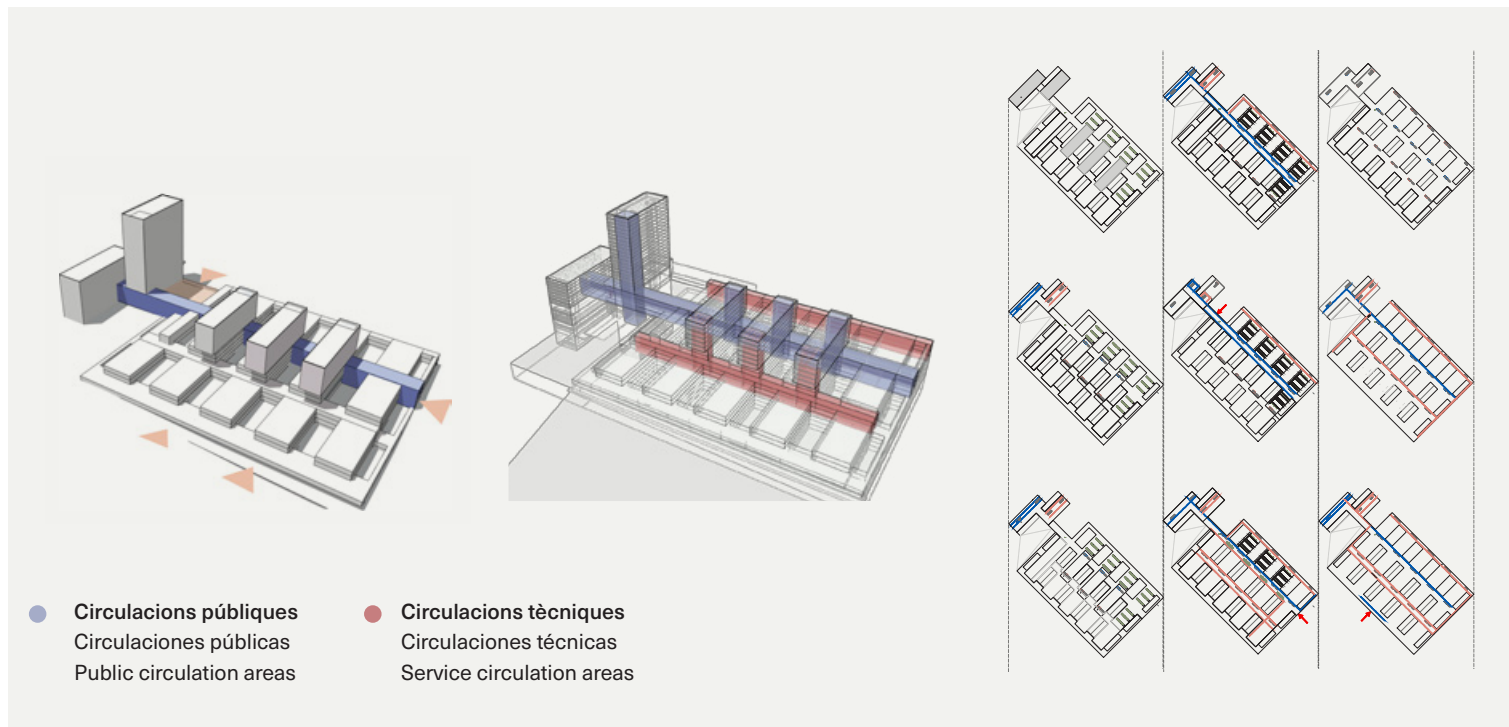 Circulacions públiques
Circulaciones públicas
Public circulation areas
Circulacions tècniques
Circulaciones técnicas
Service circulation areas